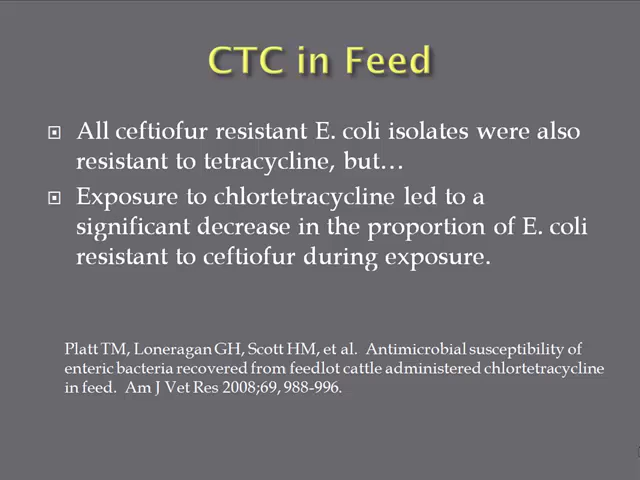 CTC in Feed
All ceftiofur resistant E. coli isolates were also
resistant to tetracycline, but…
Exposure to chlortetracycline led to a
significant decrease in the proportion of E. coli
resistant to ceftiofur during exposure.
Platt TM, Loneragan GH, Scott HM, et al.  Antimicrobial susceptibility of
enteric bacteria recovered from feedlot cattle administered chlortetracycline
in feed.  Am J Vet Res 2008;69, 988-996.